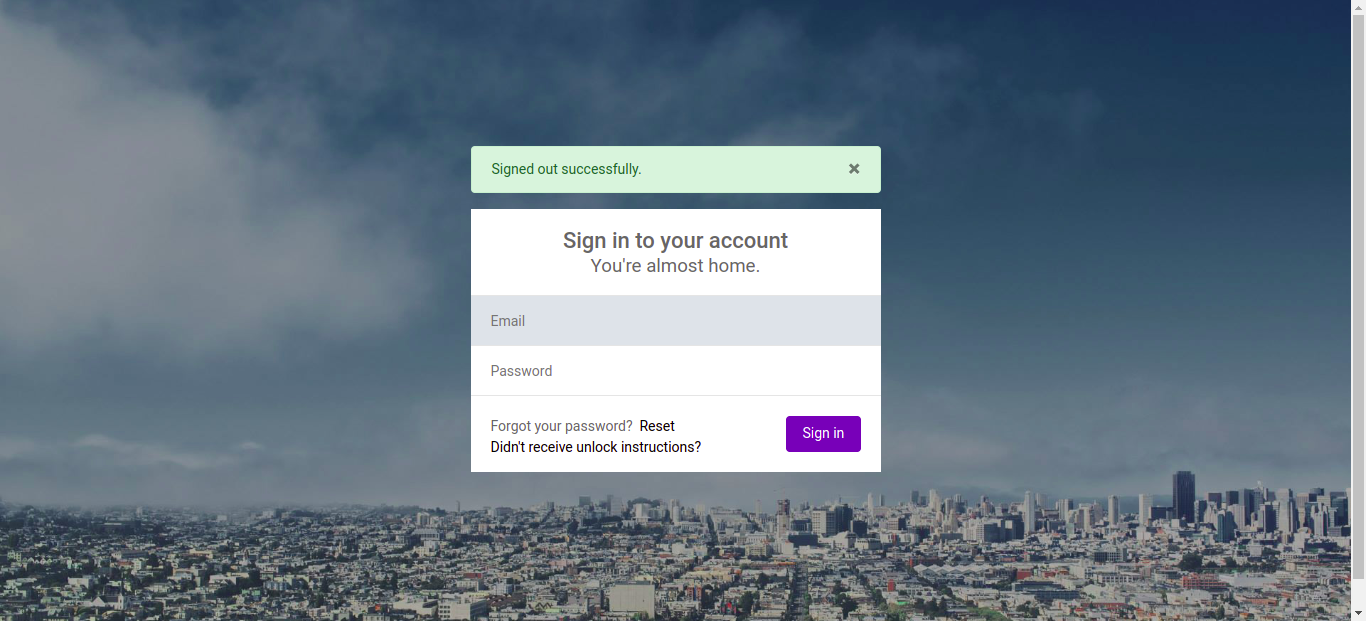 Signed out successfully. ×
Sign in to your account
You're almost home.
Email
Password
Forgot your password? Reset
Didn't receive unlock instructions?
Sign in